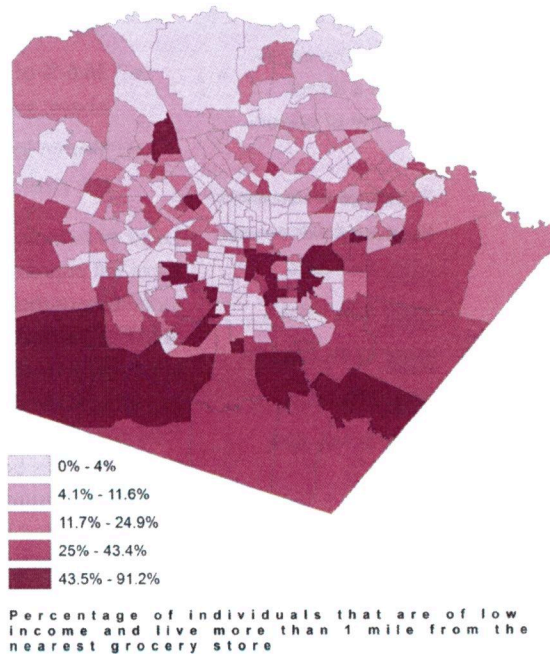 0% - 4%
4.1% - 11.6%
11.7% - 24.9%
25% - 43.4%
43.5% - 91.2%
Percentage of individuals that are of low
income and live more than 1 mile from the
nearest grocery store